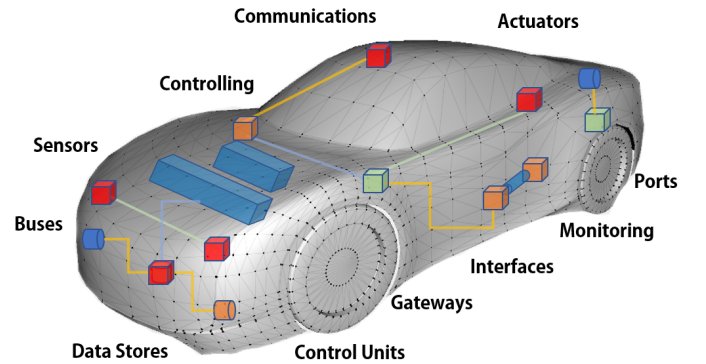 Communications
Actuators
Controlling
Sensors
Ports
Buses
Monitoring
Interfaces
Gateways
Data Stores
Control Units